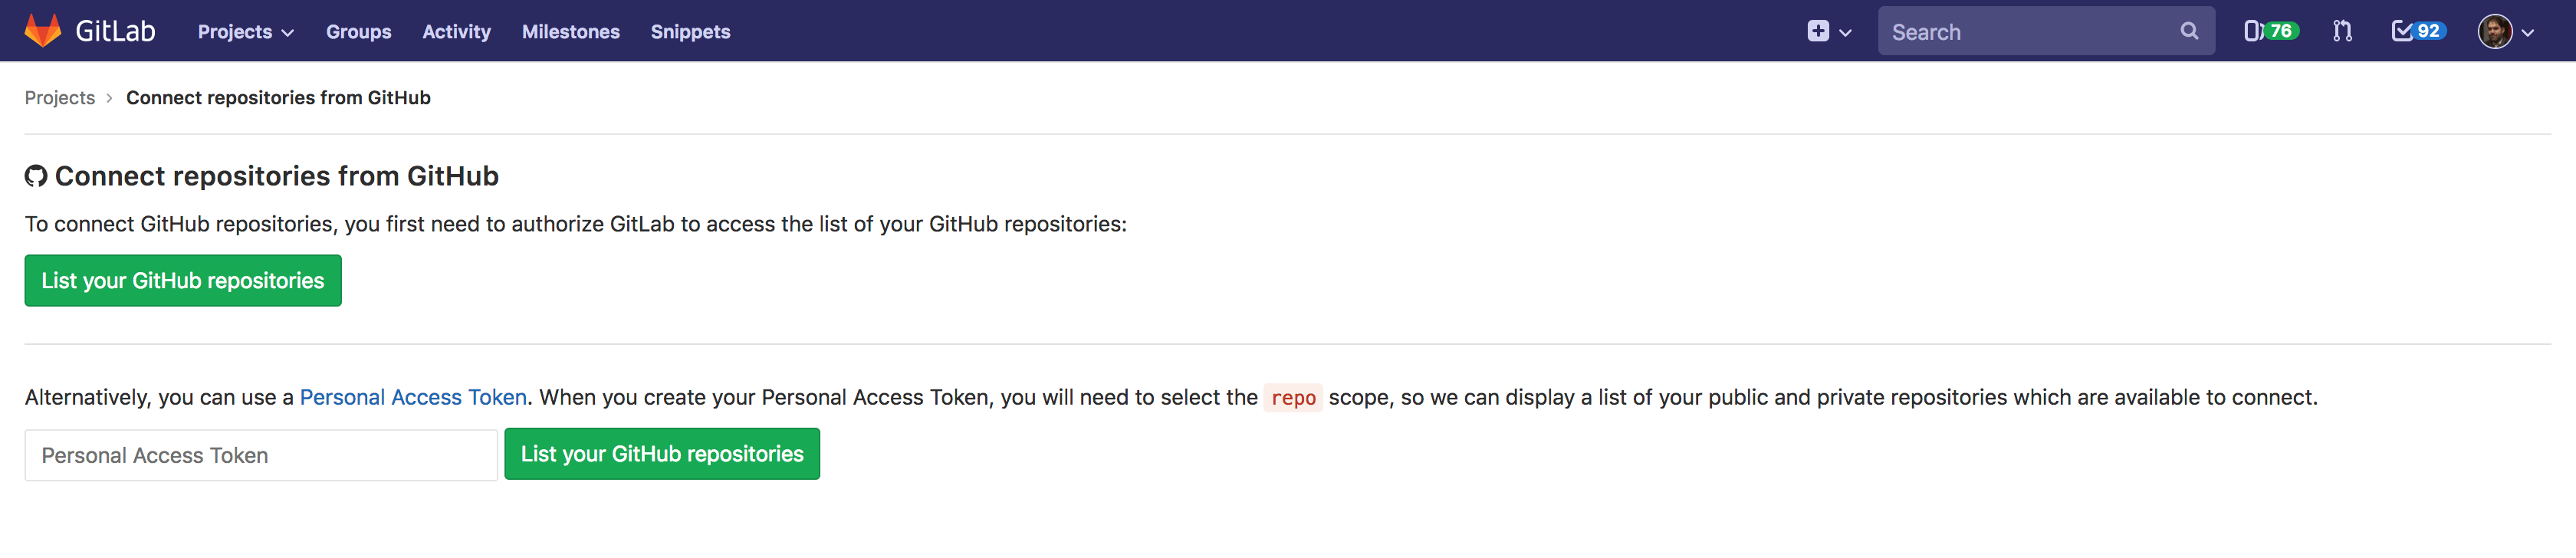 GitLab Projects Groups Activity Milestones Snippets Search 76 92
Projects > Connect repositories from GitHub
Connect repositories from GitHub
To connect GitHub repositories, you first need to authorize GitLab to access the list of your GitHub repositories:
List your GitHub repositories
Alternatively, you can use a Personal Access Token. When you create your Personal Access Token, you will need to select the repo scope, so we can display a list of your public and private repositories which are available to connect.
Personal Access Token List your GitHub repositories